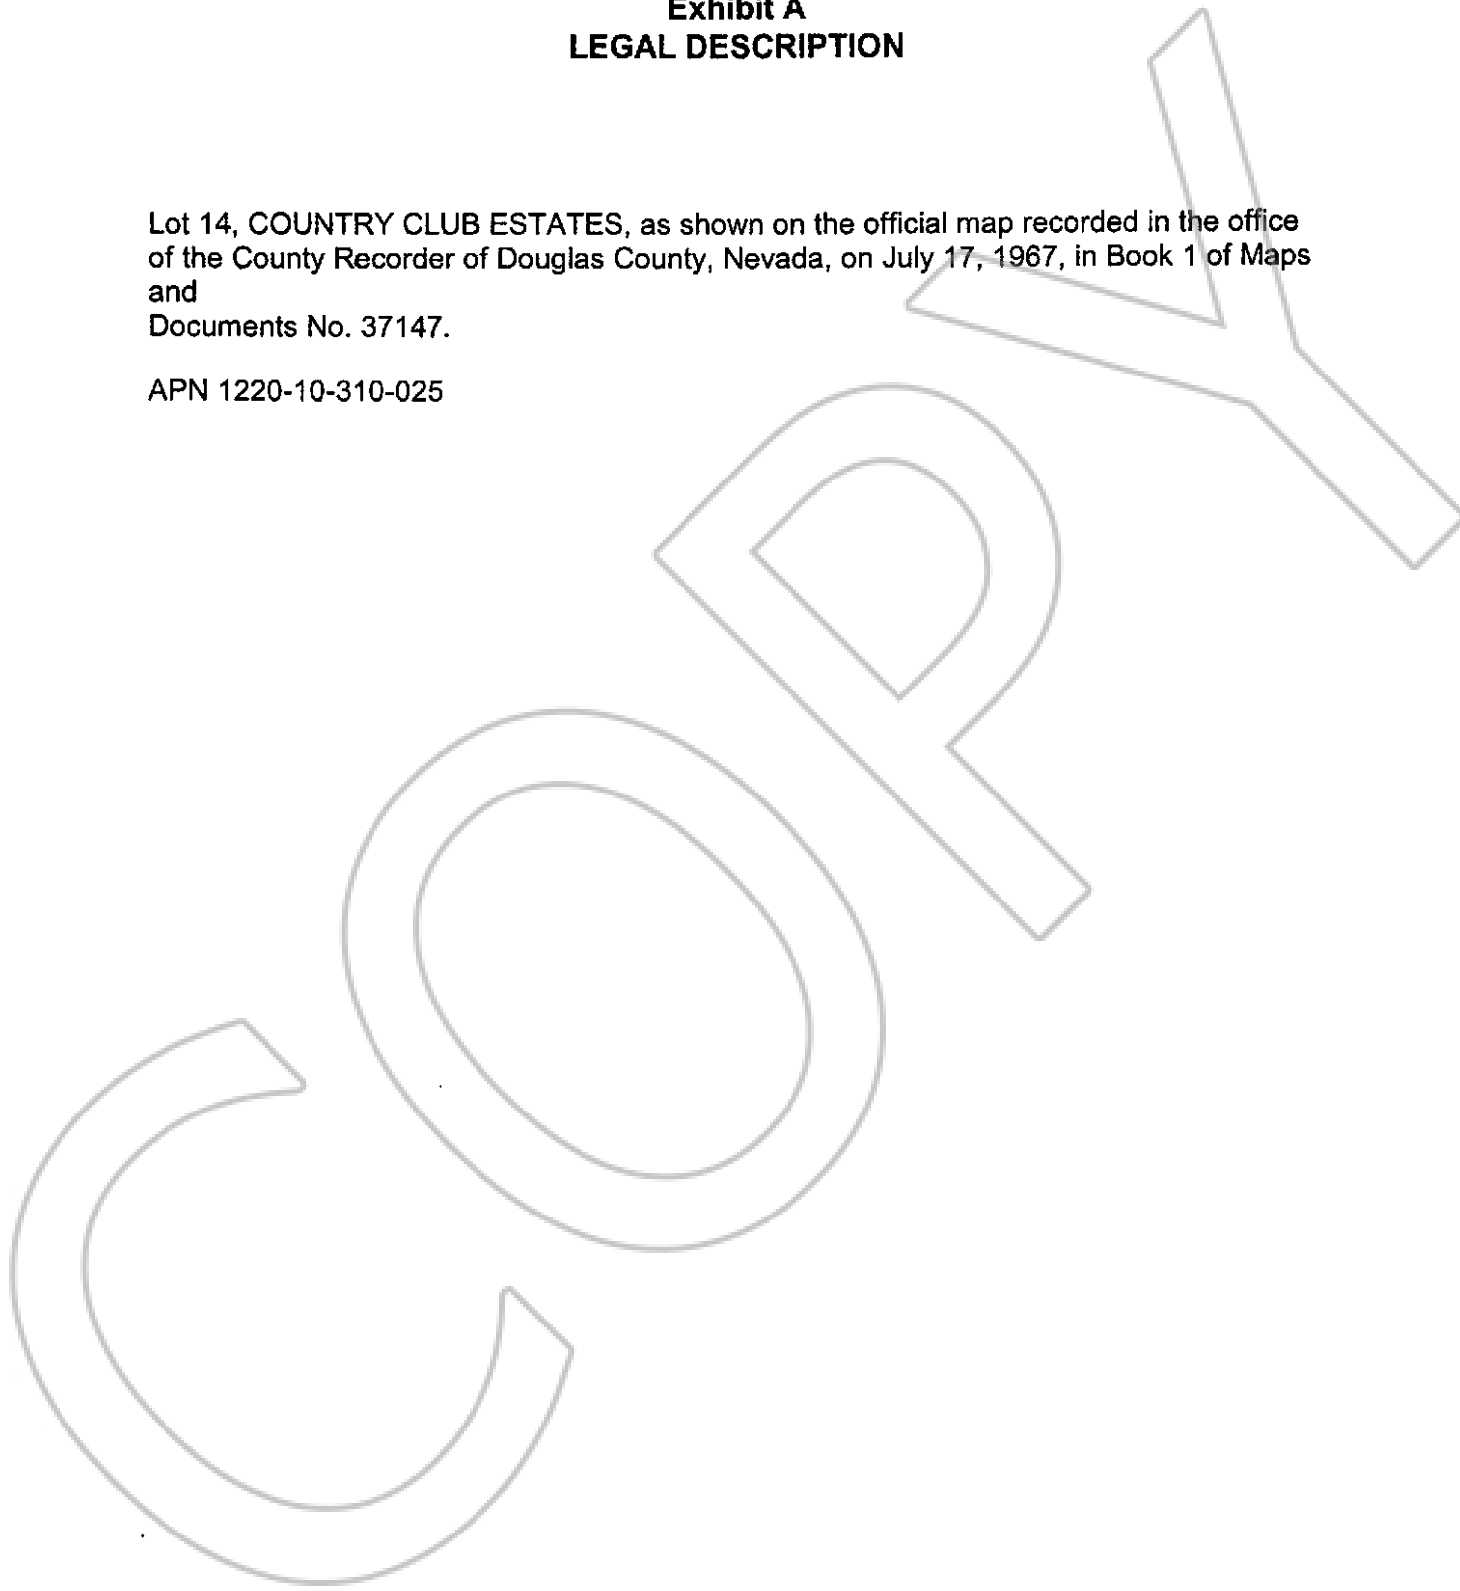 Exhibit A
LEGAL DESCRIPTION
Lot 14, COUNTRY CLUB ESTATES, as shown on the official map recorded in the office
of the County Recorder of Douglas County, Nevada, on July 17, 1967, in Book 1 of Maps
and
Documents No. 37147.
APN 1220-10-310-025
COPY